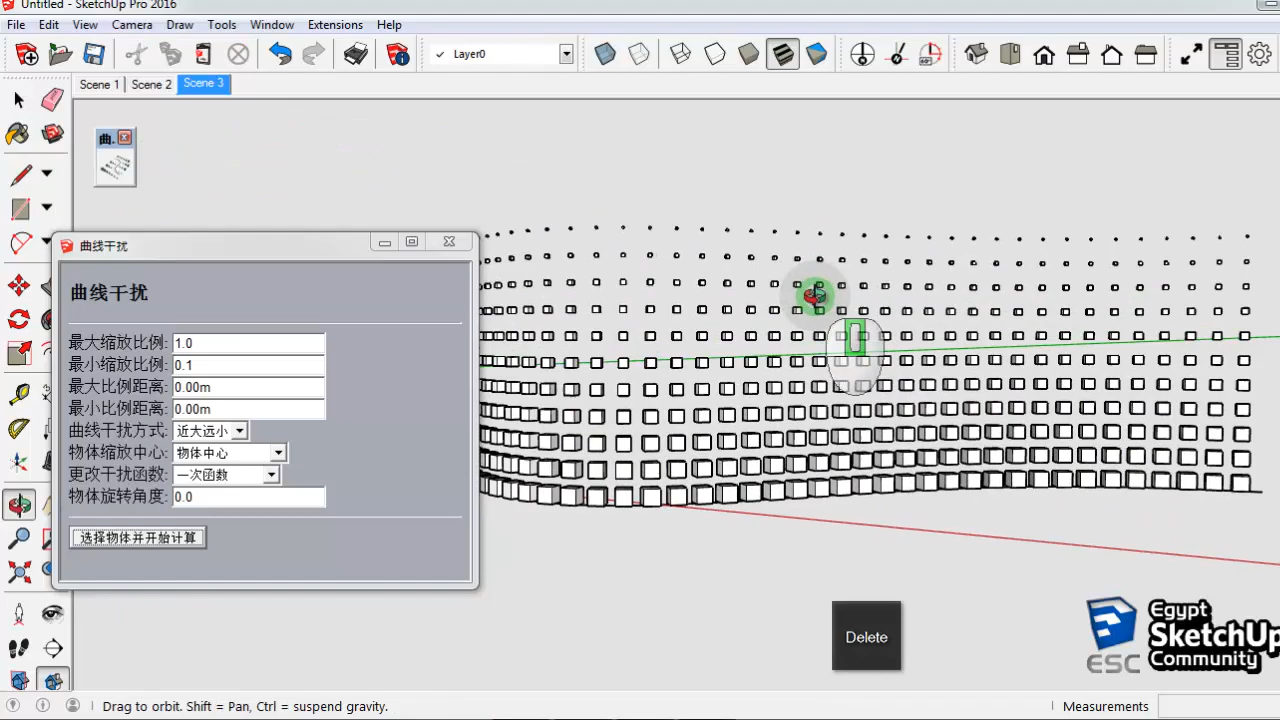 Untitled - SketchUp Pro 2016
File Edit View Camera Draw Tools Window Extensions Help
Layer0
Scene 1 Scene 2 Scene 3
曲.
曲线干扰
曲线干扰
最大缩放比例: 1.0
最小缩放比例: 0.1
最大比例距离: 0.00m
最小比例距离: 0.00m
曲线干扰方式: 近大远小
物体缩放中心: 物体中心
更改干扰函数: 一次函数
物体旋转角度: 0.0
选择物体并开始计算
Delete
Egypt
SketchUp
Community
ESC
Drag to orbit. Shift = Pan, Ctrl = suspend gravity.
Measurements